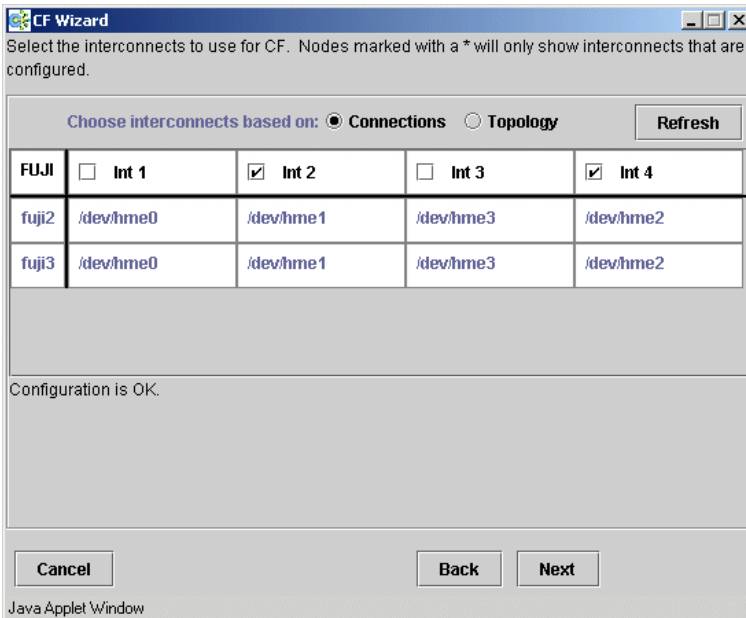 CF Wizard
Select the interconnects to use for CF. Nodes marked with a * will only show interconnects that are
configured.
Choose interconnects based on: Connections Topology Refresh
FUJI Int 1 Int 2 Int 3 Int 4
fuji2 /dev/hme0 /dev/hme1 /dev/hme3 /dev/hme2
fuji3 /dev/hme0 /dev/hme1 /dev/hme3 /dev/hme2
Configuration is OK.
Cancel Back Next
Java Applet Window